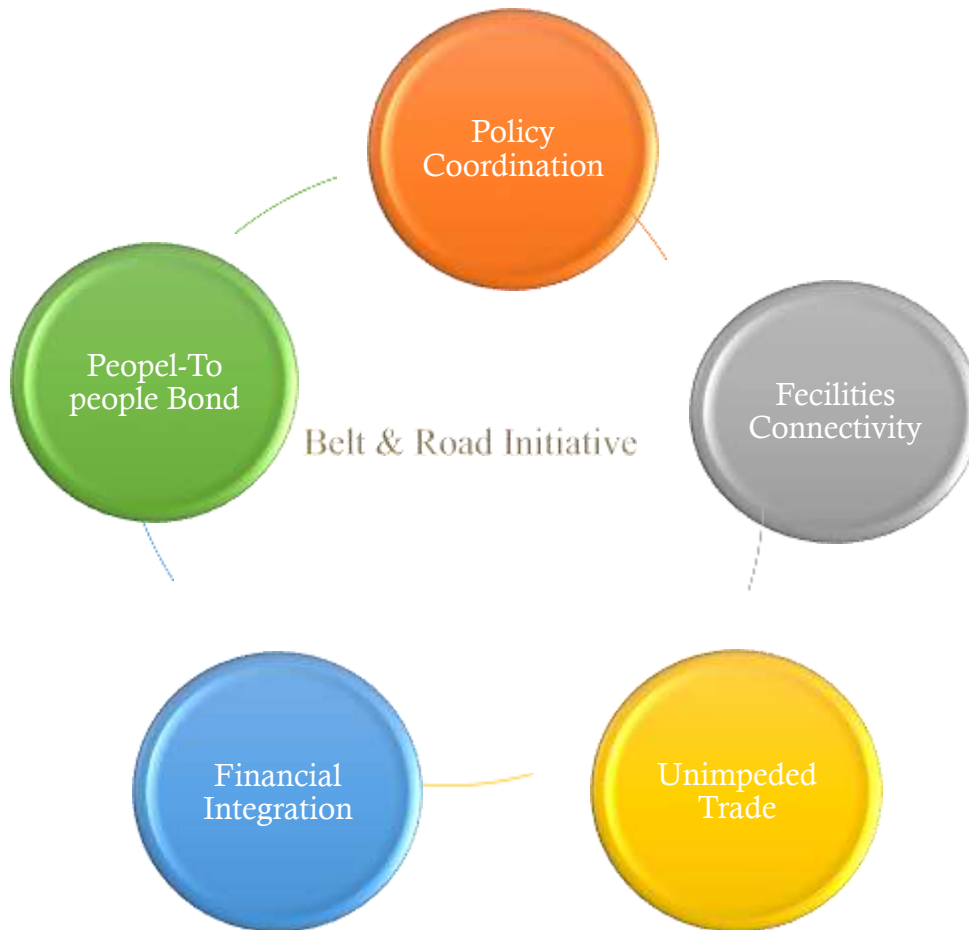 Policy
Coordination
Peopel-To
people Bond
Fecilities
Connectivity
Belt & Road Initiative
Financial
Integration
Unimpeded
Trade